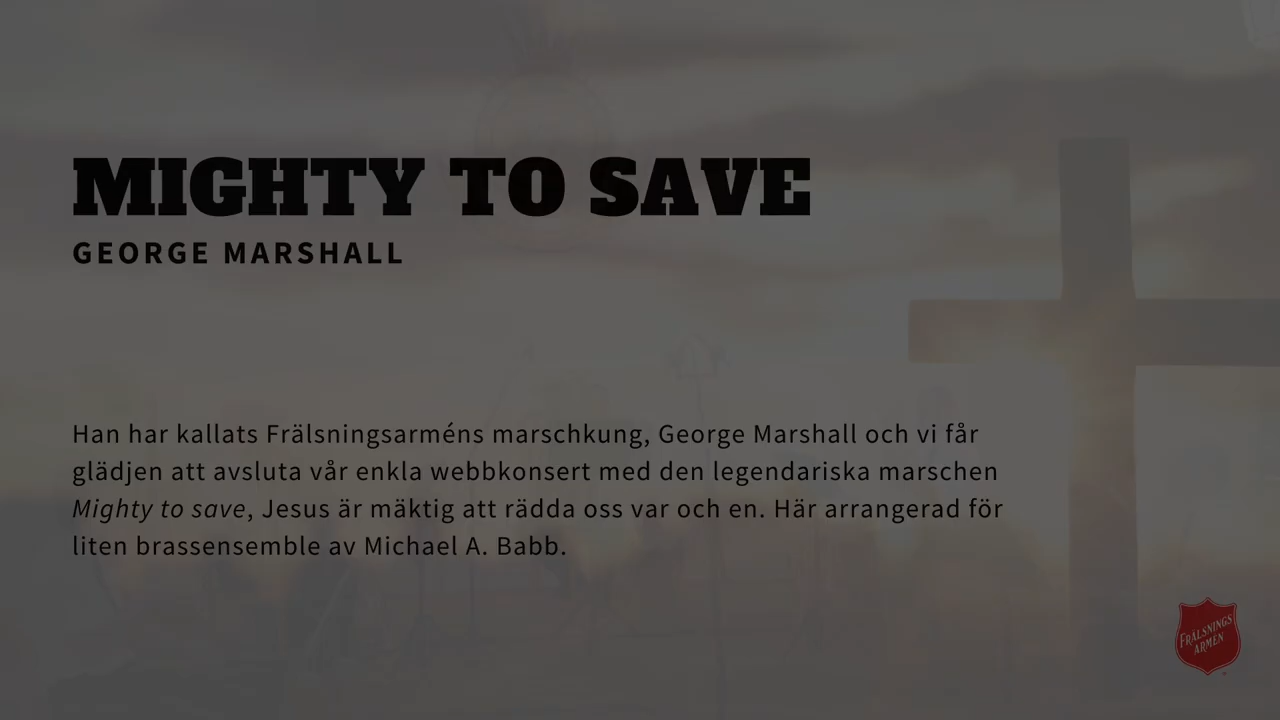 MIGHTY TO SAVE
GEORGE MARSHALL
Han har kallats Frälsningsarméns marschkung, George Marshall och vi får
glädjen att avsluta vår enkla webbkonsert med den legendariska marschen
Mighty to save, Jesus är mäktig att rädda oss var och en. Här arrangerad för
liten brassensemble av Michael A. Babb.
FRÄLSNINGS
ARMÉN